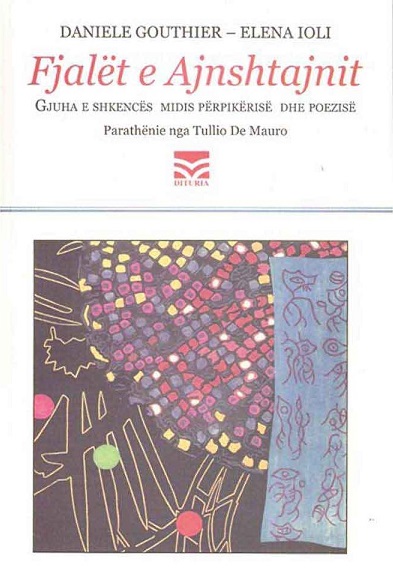 DANIELE GOUTHIER – ELENA IOLI
Fjalët e Ajnshtajnit
GJUHA E SHKENCËS MIDIS PËRPIKËRISË DHE POEZISË
Parathënie nga Tullio De Mauro
DITURIA